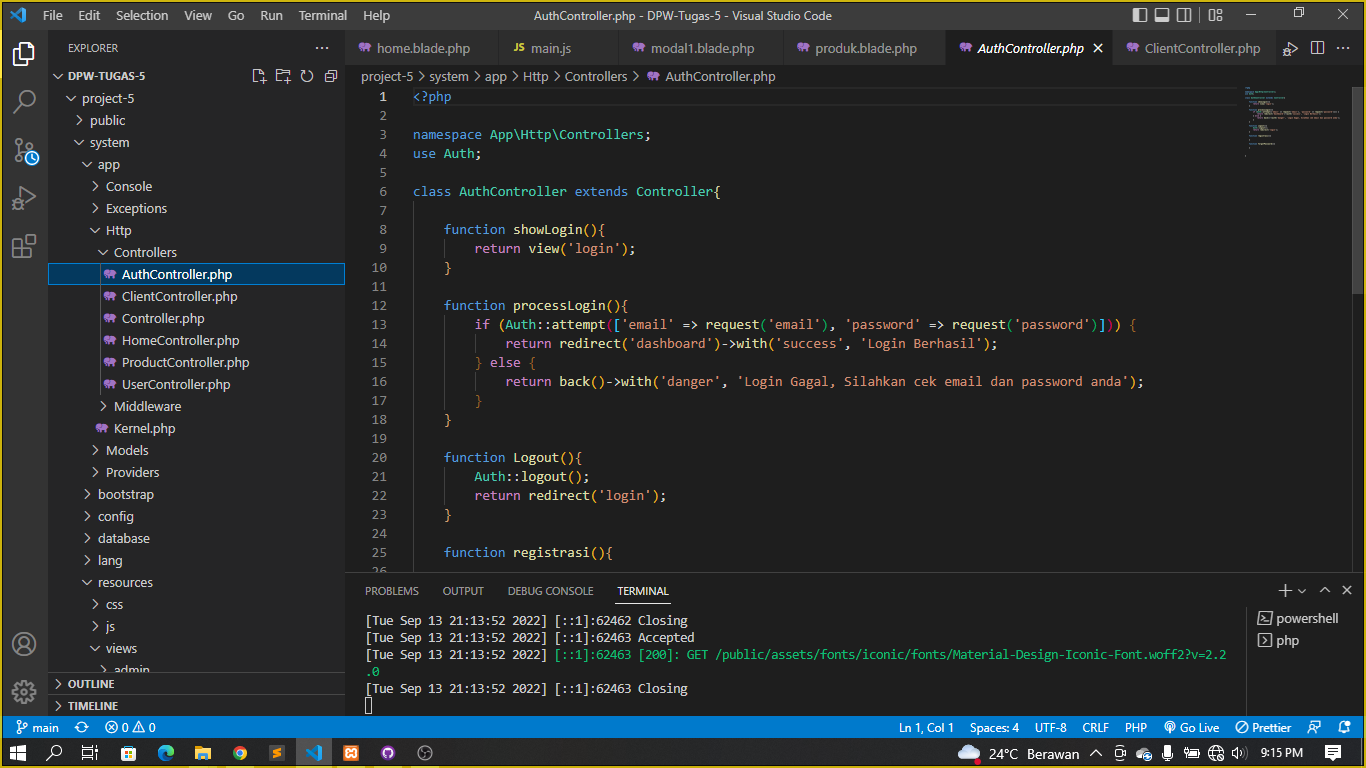 File Edit Selection View Go Run Terminal Help AuthController.php - DPW-Tugas-5 - Visual Studio Code
EXPLORER
DPW-TUGAS-5
project-5
public
system
app
Console
Exceptions
Http
Controllers
AuthController.php
ClientController.php
Controller.php
HomeController.php
ProductController.php
UserController.php
Middleware
Kernel.php
Models
Providers
bootstrap
config
database
lang
resources
css
js
views
admin
OUTLINE
TIMELINE
home.blade.php JS main.js modal1.blade.php produk.blade.php AuthController.php ClientController.php
project-5 > system > app > Http > Controllers > AuthController.php
1 <?php
2
3 namespace App\Http\Controllers;
4 use Auth;
5
6 class AuthController extends Controller{
7
8 function showLogin(){
9 return view('login');
10 }
11
12 function processLogin(){
13 if (Auth::attempt(['email' => request('email'), 'password' => request('password')])) {
14 return redirect('dashboard')->with('success', 'Login Berhasil');
15 } else {
16 return back()->with('danger', 'Login Gagal, Silahkan cek email dan password anda');
17 }
18 }
19
20 function Logout(){
21 Auth::logout();
22 return redirect('login');
23 }
24
25 function registrasi(){
26
PROBLEMS OUTPUT DEBUG CONSOLE TERMINAL
[Tue Sep 13 21:13:52 2022] [::1]:62462 Closing
[Tue Sep 13 21:13:52 2022] [::1]:62463 Accepted
[Tue Sep 13 21:13:52 2022] [::1]:62463 [200]: GET /public/assets/fonts/iconic/fonts/Material-Design-Iconic-Font.woff2?v=2.2
.0
[Tue Sep 13 21:13:52 2022] [::1]:62463 Closing
powershell
php
main 0 0 Ln 1, Col 1 Spaces: 4 UTF-8 CRLF PHP Go Live Prettier
24°C Berawan 9:15 PM